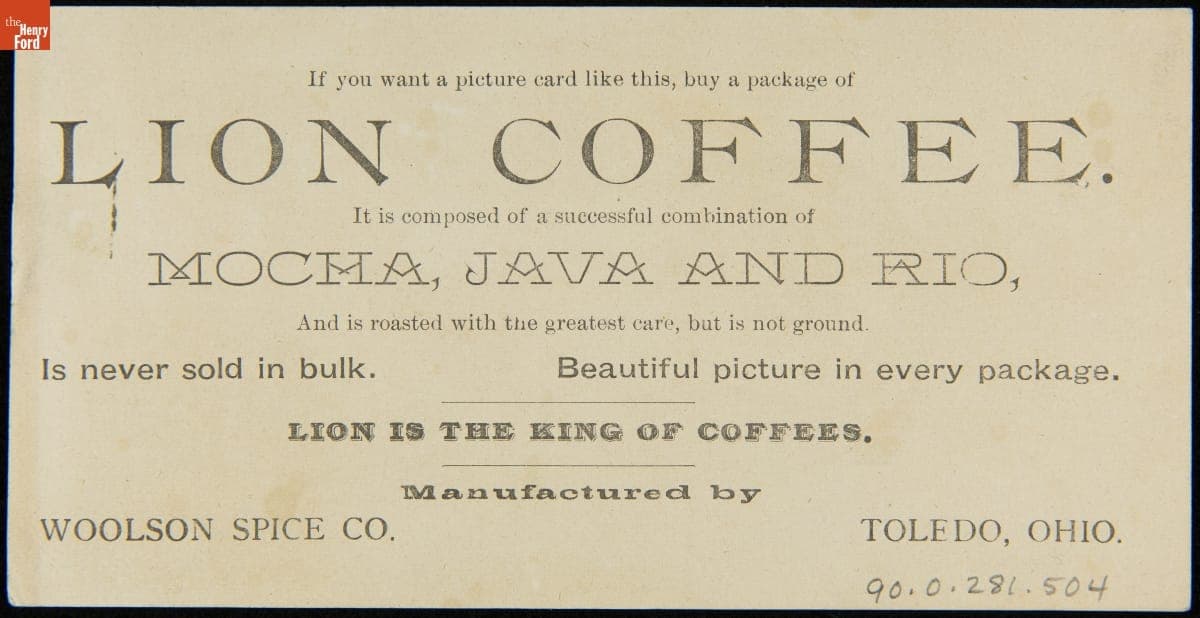 the
Henry
Ford
If you want a picture card like this, buy a package of
LION COFFEE.
It is composed of a successful combination of
MOCHA, JAVA AND RIO,
And is roasted with the greatest care, but is not ground.
Is never sold in bulk. Beautiful picture in every package.
LION IS THE KING OF COFFEES.
Manufactured by
WOOLSON SPICE CO. TOLEDO, OHIO.
90.0.281.504